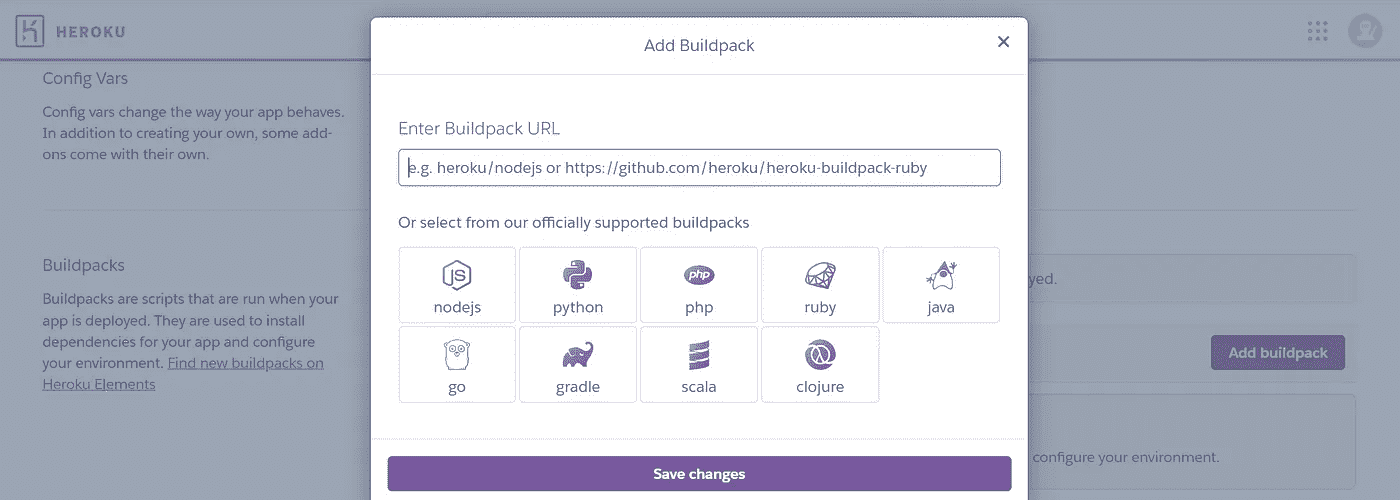 HEROKU
Add Buildpack
Config Vars
Config vars change the way your app behaves.
In addition to creating your own, some add-
ons come with their own.
Enter Buildpack URL
e.g. heroku/nodejs or https://github.com/heroku/heroku-buildpack-ruby
Or select from our officially supported buildpacks
JS
nodejs
python
php
php
ruby
java
go
gradle
scala
clojure
Save changes
Buildpacks
Buildpacks are scripts that are run when your
app is deployed. They are used to install
dependencies for your app and configure
your environment. Find new buildpacks on
Heroku Elements
yed.
Add buildpack
configure your environment.